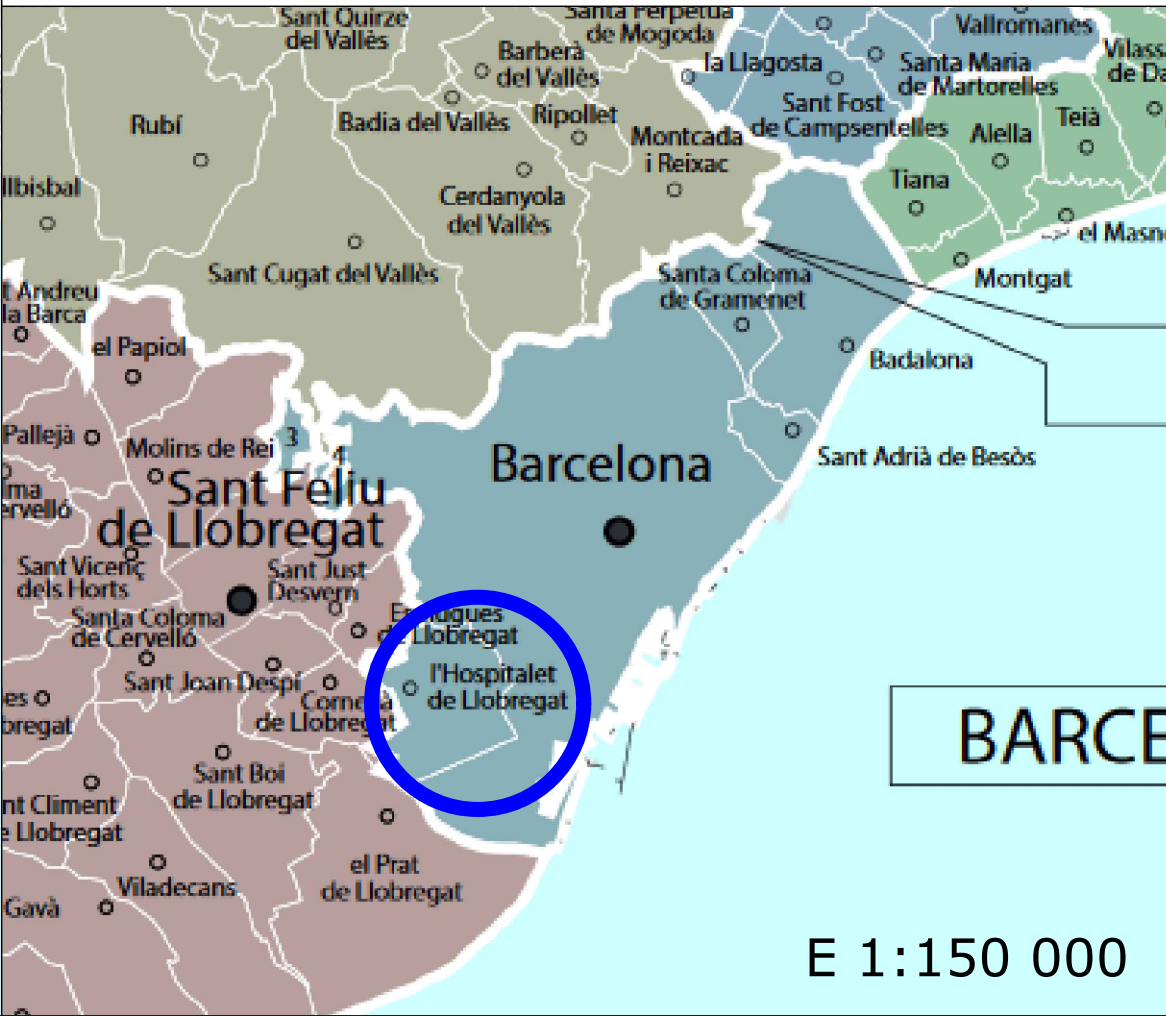 Sant Quirze
del Vallès
Santa Perpètua
de Mogoda
Vallromanes
Barberà
del Vallès
la Llagosta
Santa Maria
de Martorelles
Sant Fost
de Campsentelles
Rubí
Badia del Vallès
Ripollet
Montcada
i Reixac
Alella
Teià
Tiana
Cerdanyola
del Vallès
Sant Cugat del Vallès
Santa Coloma
de Gramenet
Montgat
la Barca
el Papiol
Badalona
Pallejà
Molins de Rei
3
4
Barcelona
Sant Adrià de Besòs
Sant Feliu
de Llobregat
Sant Vicenç
dels Horts
Sant Just
Desvern
Santa Coloma
de Cervelló
Esplugues
de Llobregat
l'Hospitalet
de Llobregat
Sant Joan Despí
Cornellà
de Llobregat
BARCE
Sant Boi
de Llobregat
nt Climent
e Llobregat
Viladecans
el Prat
de Llobregat
Gavà
E 1:150 000